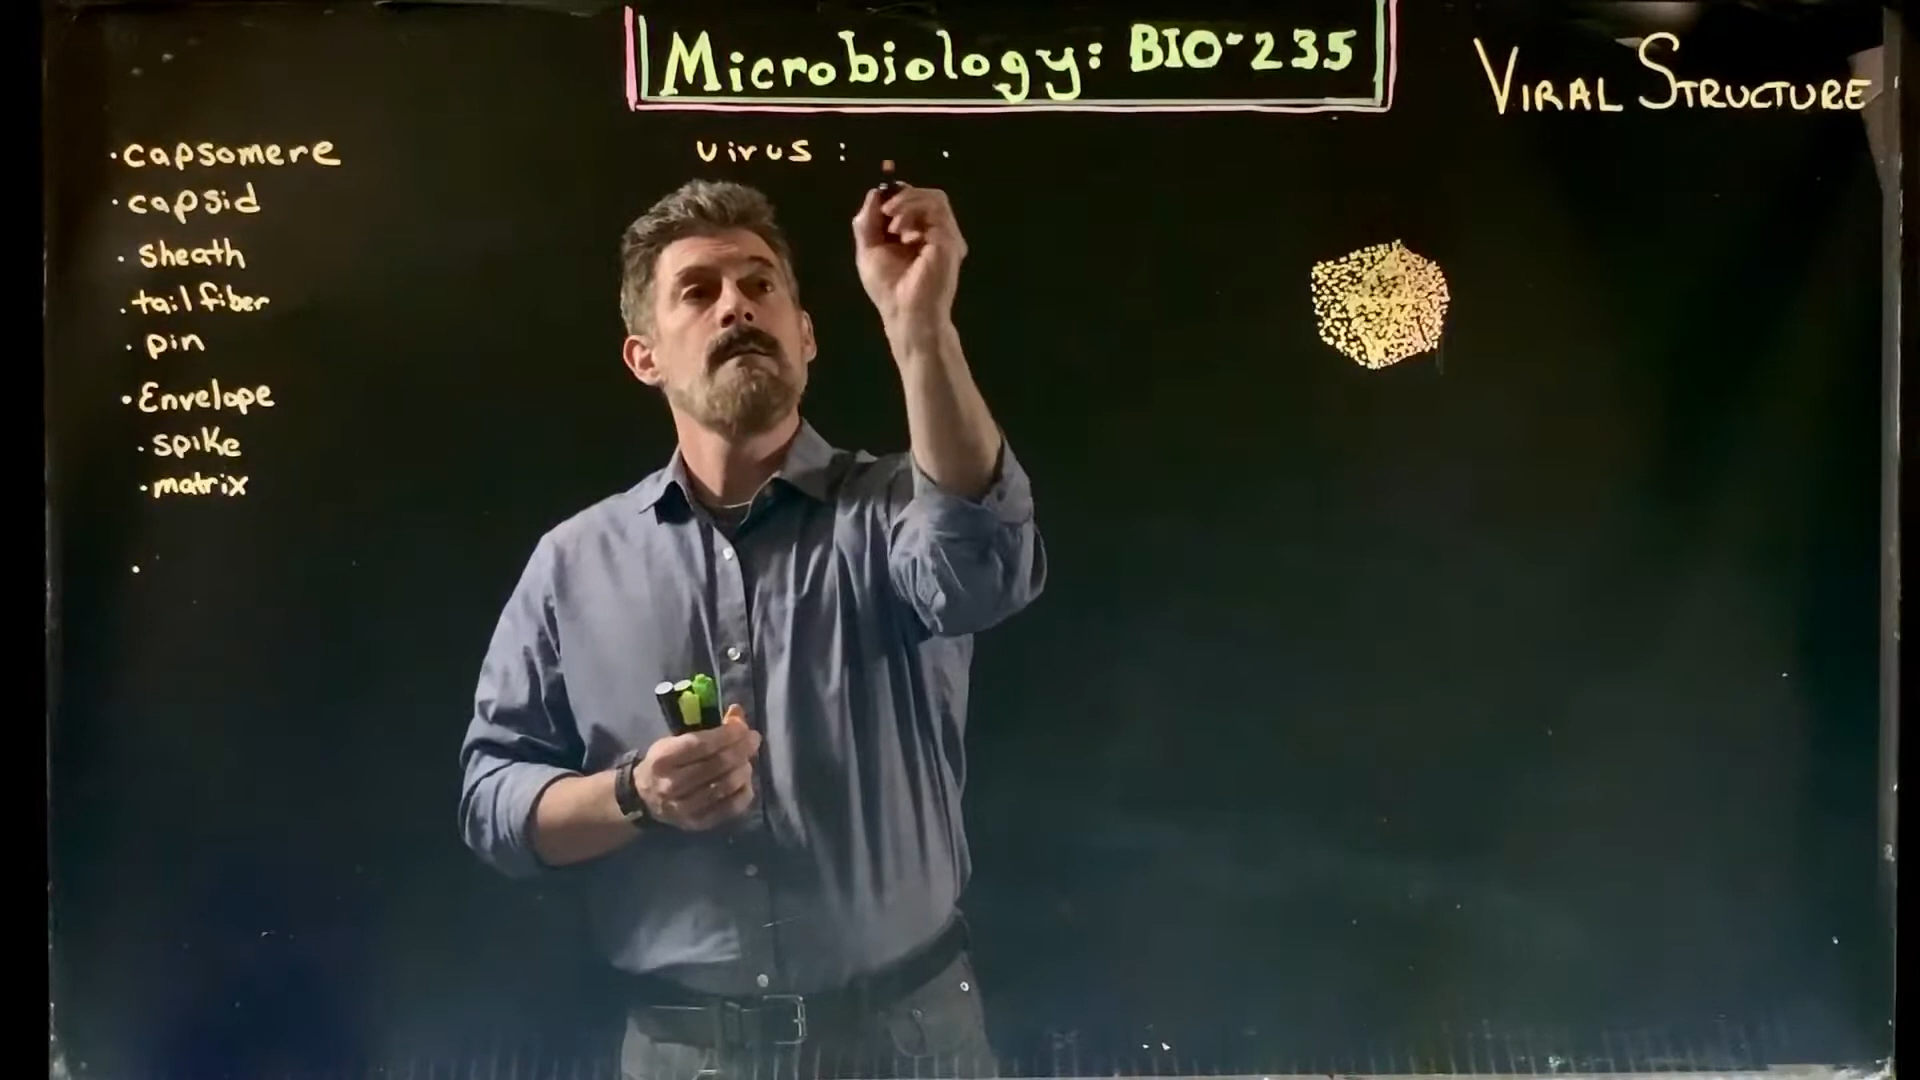 Microbiology: BIO-235
VIRAL STRUCTURE
·capsomere
·capsid
·sheath
·tail fiber
·pin
·Envelope
·spike
·matrix
·
virus :